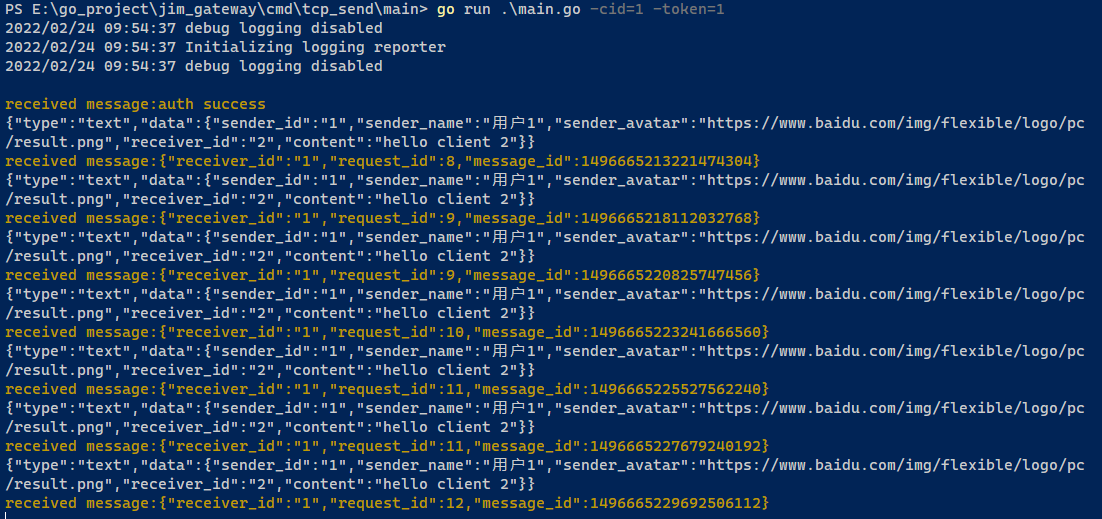 PS E:\go_project\jim_gateway\cmd\tcp_send\main> go run .\main.go -cid=1 -token=1
2022/02/24 09:54:37 debug logging disabled
2022/02/24 09:54:37 Initializing logging reporter
2022/02/24 09:54:37 debug logging disabled
received message:auth success
{"type":"text","data":{"sender_id":"1","sender_name":"用户1","sender_avatar":"https://www.baidu.com/img/flexible/logo/pc
/result.png","receiver_id":"2","content":"hello client 2"}}
received message:{"receiver_id":"1","request_id":8,"message_id":1496665213221474304}
{"type":"text","data":{"sender_id":"1","sender_name":"用户1","sender_avatar":"https://www.baidu.com/img/flexible/logo/pc
/result.png","receiver_id":"2","content":"hello client 2"}}
received message:{"receiver_id":"1","request_id":9,"message_id":1496665218112032768}
{"type":"text","data":{"sender_id":"1","sender_name":"用户1","sender_avatar":"https://www.baidu.com/img/flexible/logo/pc
/result.png","receiver_id":"2","content":"hello client 2"}}
received message:{"receiver_id":"1","request_id":9,"message_id":1496665220825747456}
{"type":"text","data":{"sender_id":"1","sender_name":"用户1","sender_avatar":"https://www.baidu.com/img/flexible/logo/pc
/result.png","receiver_id":"2","content":"hello client 2"}}
received message:{"receiver_id":"1","request_id":10,"message_id":1496665223241666560}
{"type":"text","data":{"sender_id":"1","sender_name":"用户1","sender_avatar":"https://www.baidu.com/img/flexible/logo/pc
/result.png","receiver_id":"2","content":"hello client 2"}}
received message:{"receiver_id":"1","request_id":11,"message_id":1496665225527562240}
{"type":"text","data":{"sender_id":"1","sender_name":"用户1","sender_avatar":"https://www.baidu.com/img/flexible/logo/pc
/result.png","receiver_id":"2","content":"hello client 2"}}
received message:{"receiver_id":"1","request_id":11,"message_id":1496665227679240192}
{"type":"text","data":{"sender_id":"1","sender_name":"用户1","sender_avatar":"https://www.baidu.com/img/flexible/logo/pc
/result.png","receiver_id":"2","content":"hello client 2"}}
received message:{"receiver_id":"1","request_id":12,"message_id":1496665229692506112}